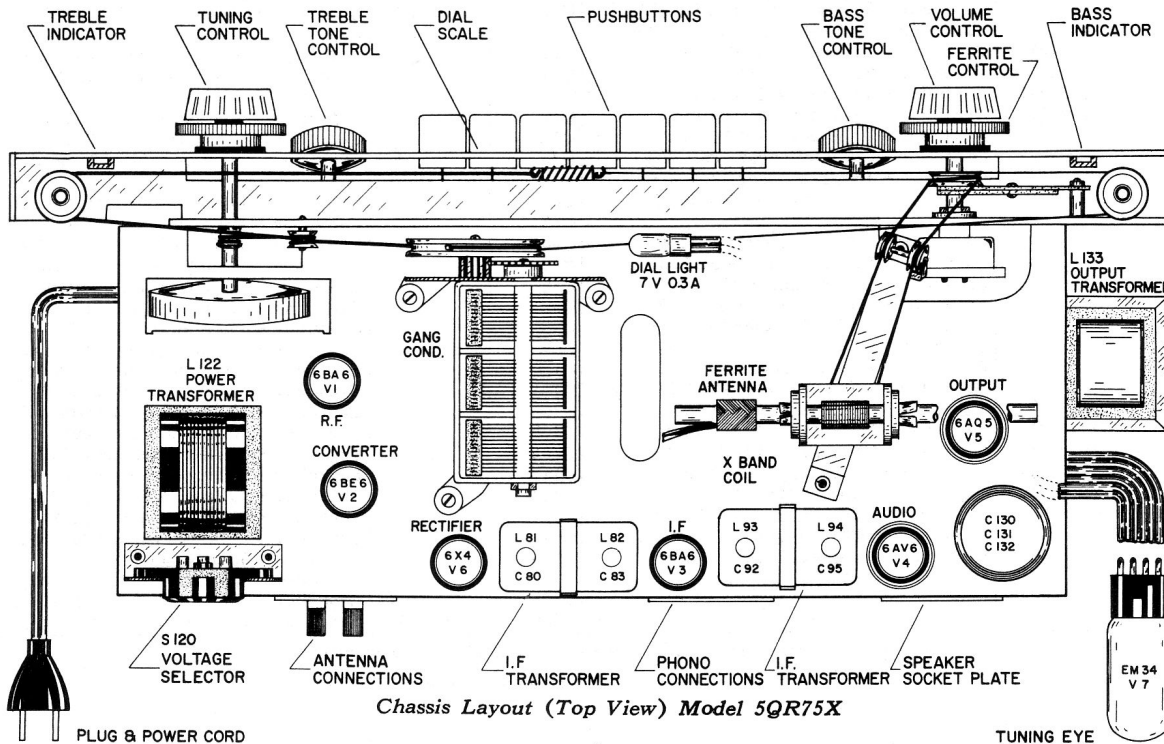 TREBLE
INDICATOR
TUNING
CONTROL
TREBLE
TONE
CONTROL
DIAL
SCALE
PUSHBUTTONS
BASS
TONE
CONTROL
VOLUME
CONTROL
FERRITE
CONTROL
BASS
INDICATOR
DIAL LIGHT
7 V 0.3 A
L 133
OUTPUT
TRANSFORMER
GANG
COND.
L 122
POWER
TRANSFORMER
6 BA 6
V 1
R.F.
FERRITE
ANTENNA
OUTPUT
6 AQ 5
V 5
CONVERTER
6 BE 6
V 2
X BAND
COIL
RECTIFIER
6 X 4
V 6
L 81
C 80
L 82
C 83
I.F
6 BA 6
V 3
L 93
C 92
L 94
C 95
AUDIO
6 AV 6
V 4
C 130
C 131
C 132
S 120
VOLTAGE
SELECTOR
ANTENNA
CONNECTIONS
I.F
TRANSFORMER
PHONO
CONNECTIONS
I.F.
TRANSFORMER
SPEAKER
SOCKET PLATE
EM 34
V 7
Chassis Layout (Top View) Model 5QR75X
PLUG & POWER CORD
TUNING EYE